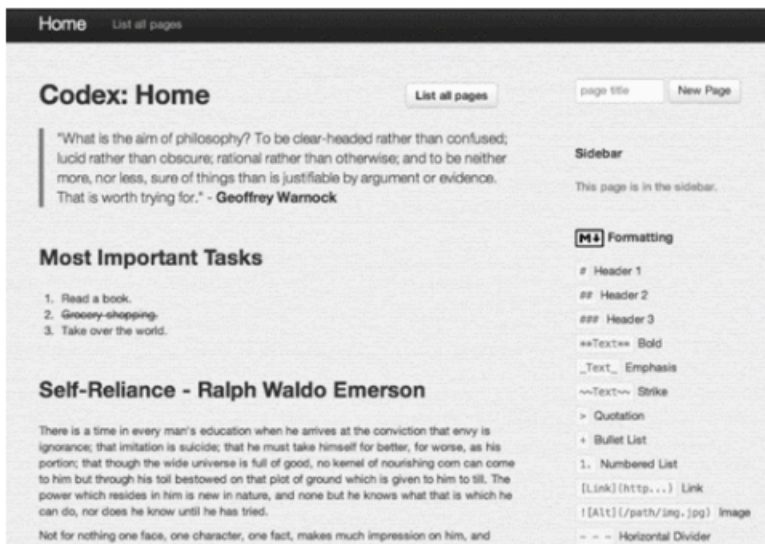 Home List all pages
Codex: Home
List all pages
"What is the aim of philosophy? To be clear-headed rather than confused;
lucid rather than obscure; rational rather than otherwise; and to be neither
more, nor less, sure of things than is justifiable by argument or evidence.
That is worth trying for." - Geoffrey Warnock
Most Important Tasks
1. Read a book.
2. Grocery shopping.
3. Take over the world.
Self-Reliance - Ralph Waldo Emerson
There is a time in every man's education when he arrives at the conviction that envy is
ignorance; that imitation is suicide; that he must take himself for better, for worse, as his
portion; that though the wide universe is full of good, no kernel of nourishing corn can come
to him but through his toil bestowed on that plot of ground which is given to him to till. The
power which resides in him is new in nature, and none but he knows what that is which he
can do, nor does he know until he has tried.
Not for nothing one face, one character, one fact, makes much impression on him, and
page title New Page
Sidebar
This page is in the sidebar.
M↓ Formatting
# Header 1
## Header 2
### Header 3
**Text** Bold
_Text_ Emphasis
~~Text~~ Strike
> Quotation
+ Bullet List
1. Numbered List
[Link](http...) Link
![Alt](/path/img.jpg) Image
- - - Horizontal Divider